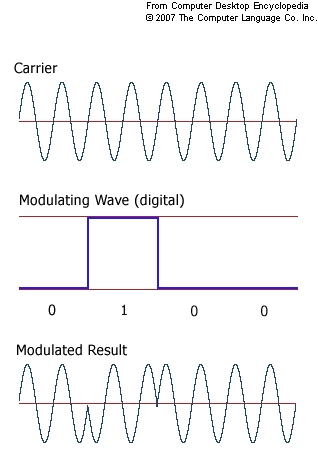 From Computer Desktop Encyclopedia
© 2007 The Computer Language Co. Inc.
Carrier
Modulating Wave (digital)
0 1 0 0
Modulated Result